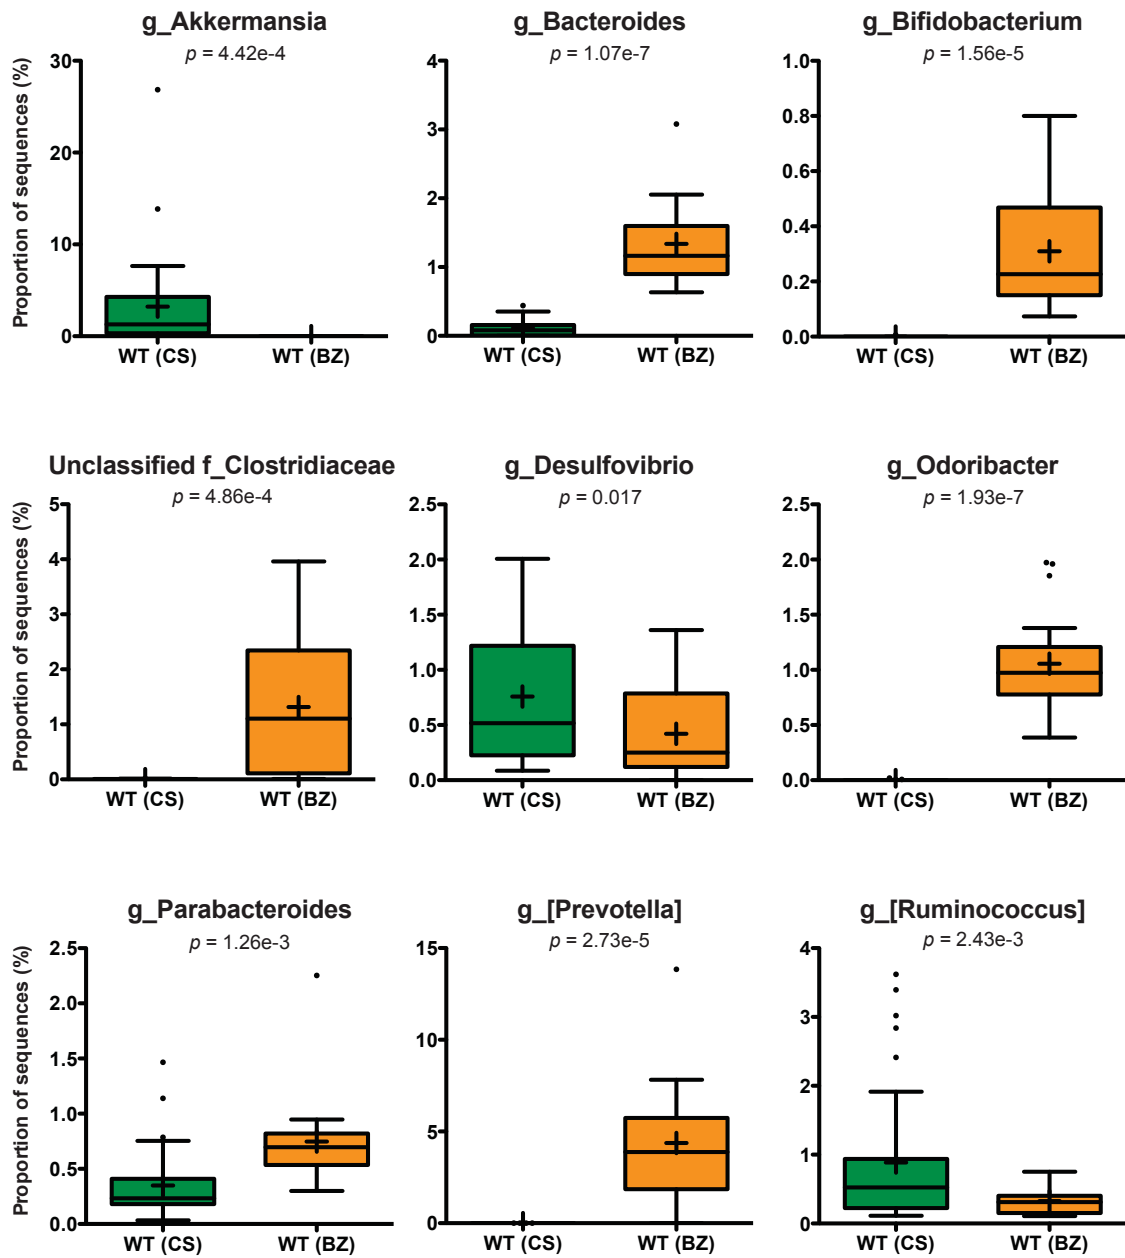 g_Akkermansia
p = 4.42e-4
Proportion of sequences (%)
30
20
10
0
WT (CS)
WT (BZ)
g_Bacteroides
p = 1.07e-7
4
3
2
1
0
WT (CS)
WT (BZ)
g_Bifidobacterium
p = 1.56e-5
1.0
0.8
0.6
0.4
0.2
0.0
WT (CS)
WT (BZ)
Unclassified f_Clostridiaceae
p = 4.86e-4
Proportion of sequences (%)
5
4
3
2
1
0
WT (CS)
WT (BZ)
g_Desulfovibrio
p = 0.017
2.5
2.0
1.5
1.0
0.5
0.0
WT (CS)
WT (BZ)
g_Odoribacter
p = 1.93e-7
2.5
2.0
1.5
1.0
0.5
0.0
WT (CS)
WT (BZ)
g_Parabacteroides
p = 1.26e-3
Proportion of sequences (%)
2.5
2.0
1.5
1.0
0.5
0.0
WT (CS)
WT (BZ)
g_[Prevotella]
p = 2.73e-5
15
10
5
0
WT (CS)
WT (BZ)
g_[Ruminococcus]
p = 2.43e-3
4
3
2
1
0
WT (CS)
WT (BZ)